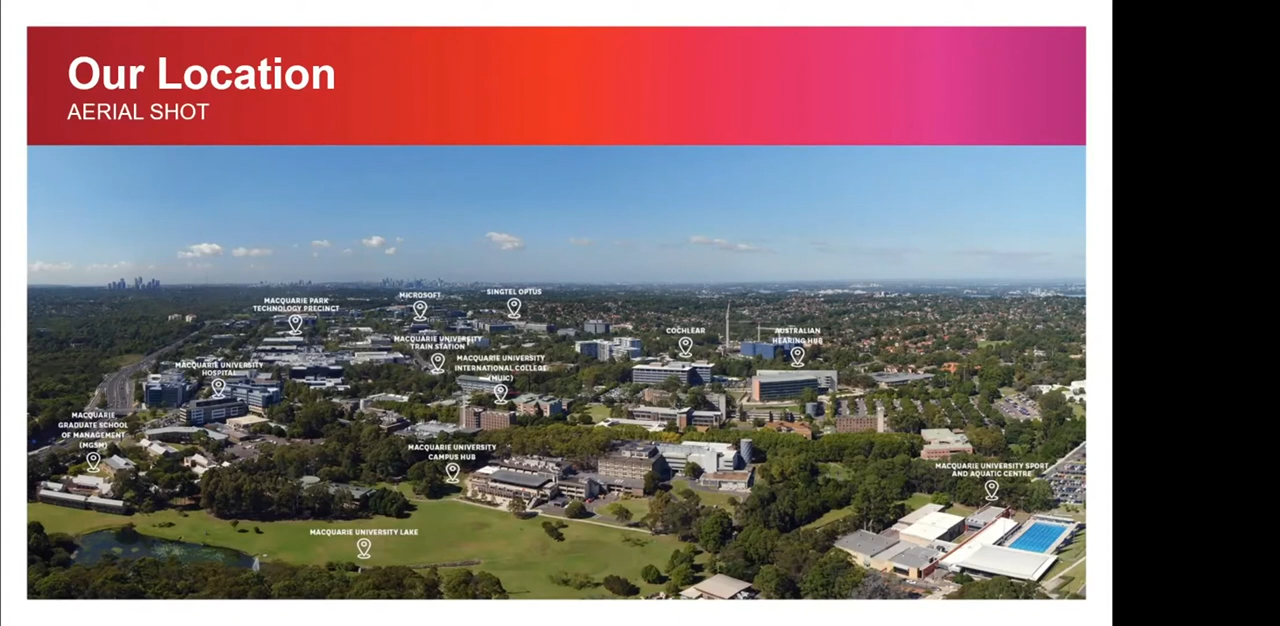 Our Location
AERIAL SHOT
MACQUARIE PARK
TECHNOLOGY PRECINCT
MICROSOFT
SINGTEL OPTUS
MACQUARIE UNIVERSITY
TRAIN STATION
COCHLEAR
AUSTRALIAN
HEARING HUB
MACQUARIE UNIVERSITY
HOSPITAL
MACQUARIE UNIVERSITY
INTERNATIONAL COLLEGE
(MUIC)
MACQUARIE
GRADUATE SCHOOL
OF MANAGEMENT
(MGSM)
MACQUARIE UNIVERSITY
CAMPUS HUB
MACQUARIE UNIVERSITY SPORT
AND AQUATIC CENTRE
MACQUARIE UNIVERSITY LAKE